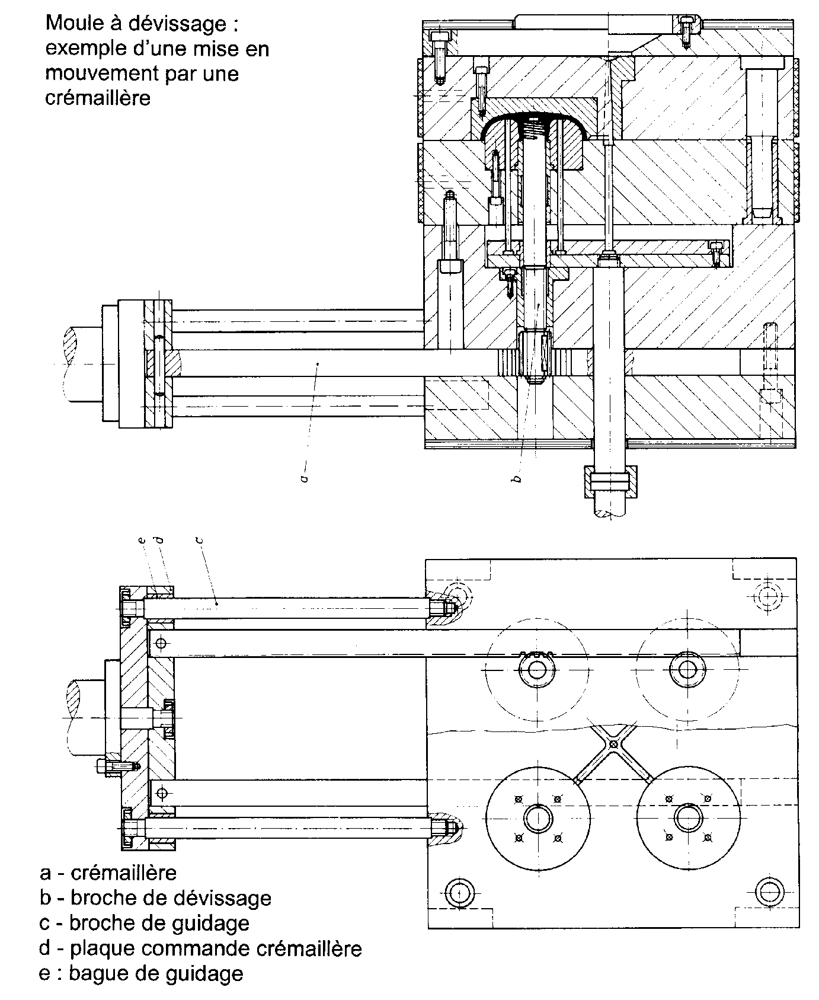 Moule à dévissage :
exemple d'une mise en
mouvement par une
crémaillère
a
b
e
d
c
a - crémaillère
b - broche de dévissage
c - broche de guidage
d - plaque commande crémaillère
e : bague de guidage